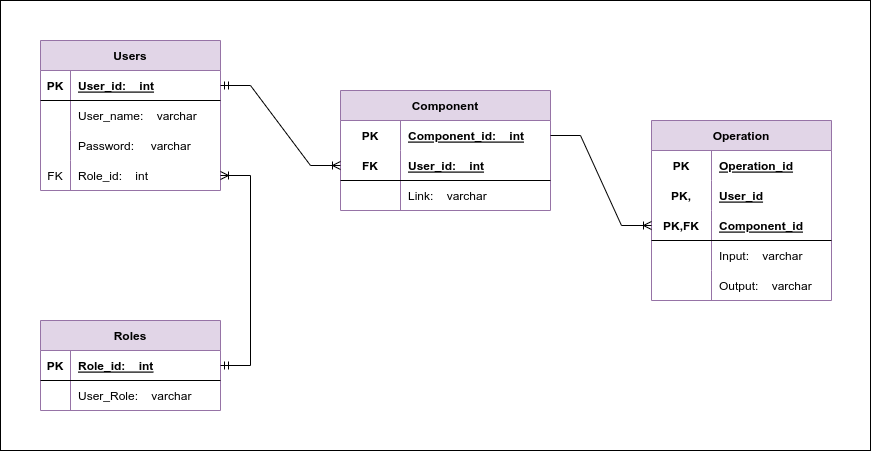 Users
PK User_id: int
User_name: varchar
Password: varchar
FK Role_id: int
Component
PK Component_id: int
FK User_id: int
Link: varchar
Operation
PK Operation_id
PK, User_id
PK,FK Component_id
Input: varchar
Output: varchar
Roles
PK Role_id: int
User_Role: varchar